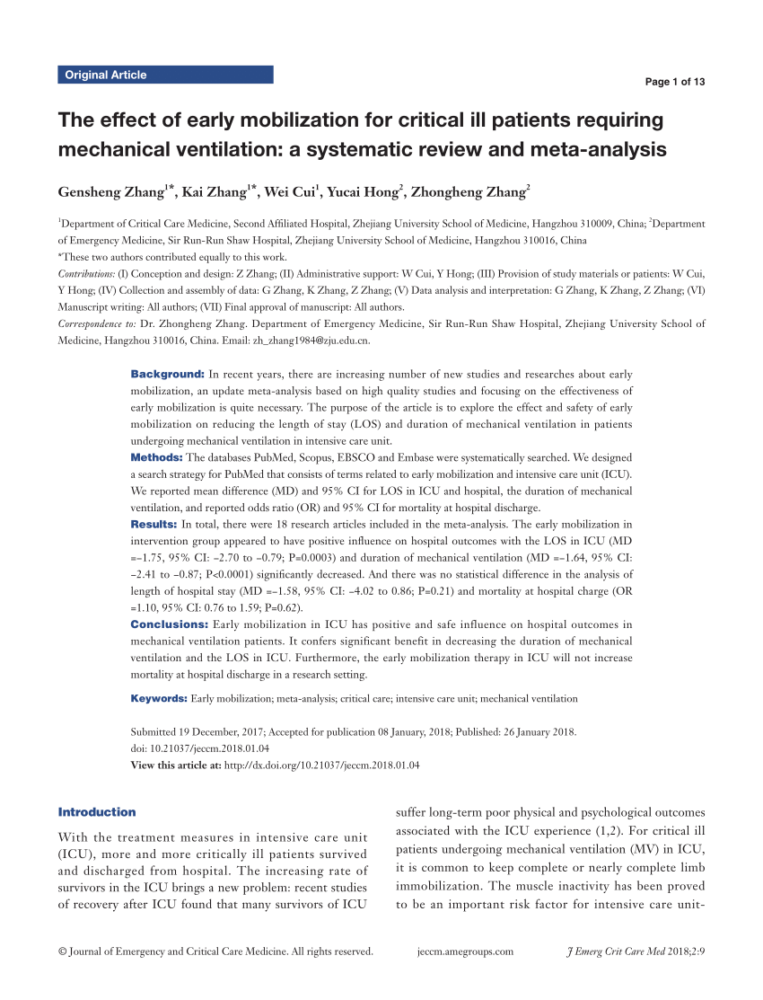 Original Article
Page 1 of 13
The effect of early mobilization for critical ill patients requiring
mechanical ventilation: a systematic review and meta-analysis
Gensheng Zhang1*, Kai Zhang1*, Wei Cui1, Yucai Hong2, Zhongheng Zhang2
1Department of Critical Care Medicine, Second Affiliated Hospital, Zhejiang University School of Medicine, Hangzhou 310009, China; 2Department
of Emergency Medicine, Sir Run-Run Shaw Hospital, Zhejiang University School of Medicine, Hangzhou 310016, China
*These two authors contributed equally to this work.
Contributions: (I) Conception and design: Z Zhang; (II) Administrative support: W Cui, Y Hong; (III) Provision of study materials or patients: W Cui,
Y Hong; (IV) Collection and assembly of data: G Zhang, K Zhang, Z Zhang; (V) Data analysis and interpretation: G Zhang, K Zhang, Z Zhang; (VI)
Manuscript writing: All authors; (VII) Final approval of manuscript: All authors.
Correspondence to: Dr. Zhongheng Zhang. Department of Emergency Medicine, Sir Run-Run Shaw Hospital, Zhejiang University School of
Medicine, Hangzhou 310016, China. Email: zh_zhang1984@zju.edu.cn.
Background: In recent years, there are increasing number of new studies and researches about early
mobilization, an update meta-analysis based on high quality studies and focusing on the effectiveness of
early mobilization is quite necessary. The purpose of the article is to explore the effect and safety of early
mobilization on reducing the length of stay (LOS) and duration of mechanical ventilation in patients
undergoing mechanical ventilation in intensive care unit.
Methods: The databases PubMed, Scopus, EBSCO and Embase were systematically searched. We designed
a search strategy for PubMed that consists of terms related to early mobilization and intensive care unit (ICU).
We reported mean difference (MD) and 95% CI for LOS in ICU and hospital, the duration of mechanical
ventilation, and reported odds ratio (OR) and 95% CI for mortality at hospital discharge.
Results: In total, there were 18 research articles included in the meta-analysis. The early mobilization in
intervention group appeared to have positive influence on hospital outcomes with the LOS in ICU (MD
=−1.75, 95% CI: −2.70 to −0.79; P=0.0003) and duration of mechanical ventilation (MD =−1.64, 95% CI:
−2.41 to −0.87; P<0.0001) significantly decreased. And there was no statistical difference in the analysis of
length of hospital stay (MD =−1.58, 95% CI: −4.02 to 0.86; P=0.21) and mortality at hospital charge (OR
=1.10, 95% CI: 0.76 to 1.59; P=0.62).
Conclusions: Early mobilization in ICU has positive and safe influence on hospital outcomes in
mechanical ventilation patients. It confers significant benefit in decreasing the duration of mechanical
ventilation and the LOS in ICU. Furthermore, the early mobilization therapy in ICU will not increase
mortality at hospital discharge in a research setting.
Keywords: Early mobilization; meta-analysis; critical care; intensive care unit; mechanical ventilation
Submitted 19 December, 2017; Accepted for publication 08 January, 2018; Published: 26 January 2018.
doi: 10.21037/jeccm.2018.01.04
View this article at: http://dx.doi.org/10.21037/jeccm.2018.01.04
Introduction
With the treatment measures in intensive care unit
(ICU), more and more critically ill patients survived
and discharged from hospital. The increasing rate of
survivors in the ICU brings a new problem: recent studies
of recovery after ICU found that many survivors of ICU
suffer long-term poor physical and psychological outcomes
associated with the ICU experience (1,2). For critical ill
patients undergoing mechanical ventilation (MV) in ICU,
it is common to keep complete or nearly complete limb
immobilization. The muscle inactivity has been proved
to be an important risk factor for intensive care unit-
© Journal of Emergency and Critical Care Medicine. All rights reserved.
jeccm.amegroups.com
J Emerg Crit Care Med 2018;2:9